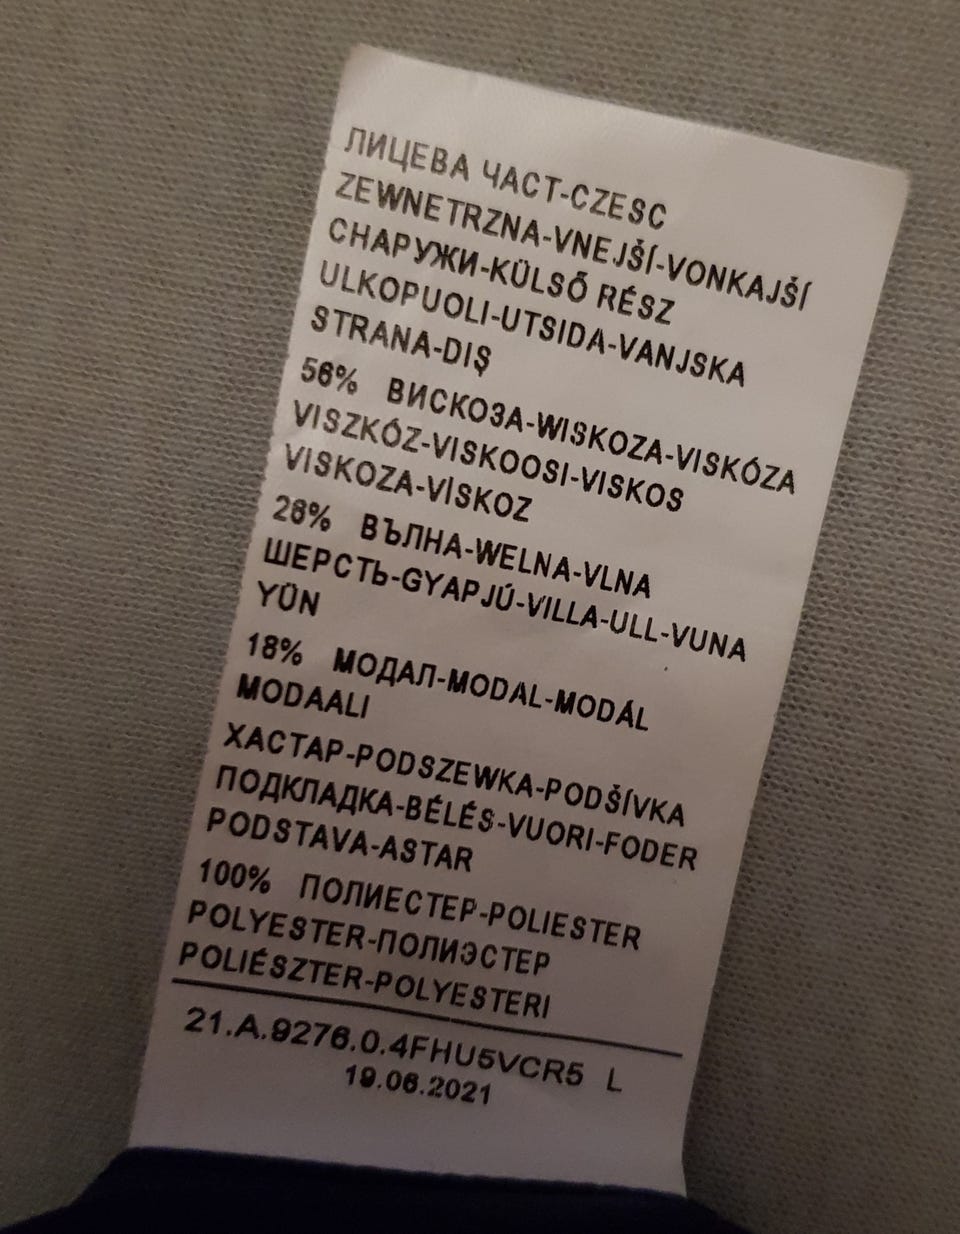 ЛИЦЕВА ЧАСТ-CZESC
ZEWNETRZNA-VNEJŠÍ-VONKAJŠÍ
СНАРУЖИ-KÜLSŐ RÉSZ
ULKOPUOLI-UTSIDA-VANJSKA
STRANA-DIŞ
56% ВИСКОЗА-WISKOZA-VISKÓZA
VISZKÓZ-VISKOOSI-VISKOS
VISKOZA-VİSKOZ
26% ВЪЛНА-WELNA-VLNA
ШЕРСТЬ-GYAPJÚ-VILLA-ULL-VUNA
YÜN
18% МОДАЛ-MODAL-MODÁL
MODAALI
ХАСТАР-PODSZEWKA-PODŠÍVKA
ПОДКЛАДКА-BÉLÉS-VUORI-FODER
PODSTAVA-ASTAR
100% ПОЛИЕСТЕР-POLIESTER
POLYESTER-ПОЛИЭСТЕР
POLIÉSZTER-POLYESTERI
21.A.9276.0.4FHU5VCR5 L
19.06.2021